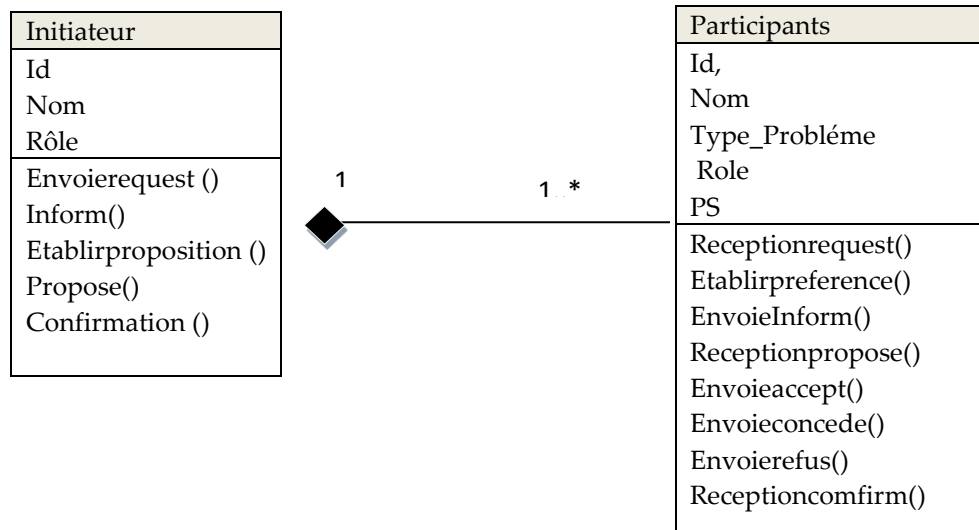 Initiateur
Id
Nom
Rôle
Envoierequest ()
Inform()
Etablirproposition ()
Propose()
Confirmation ()
1
1..*
Participants
Id,
Nom
Type_Probléme
Role
PS
Receptionrequest()
Etablirpreference()
EnvoieInform()
Receptionpropose()
Envoieaccept()
Envoieconcede()
Envoierefus()
Receptioncomfirm()